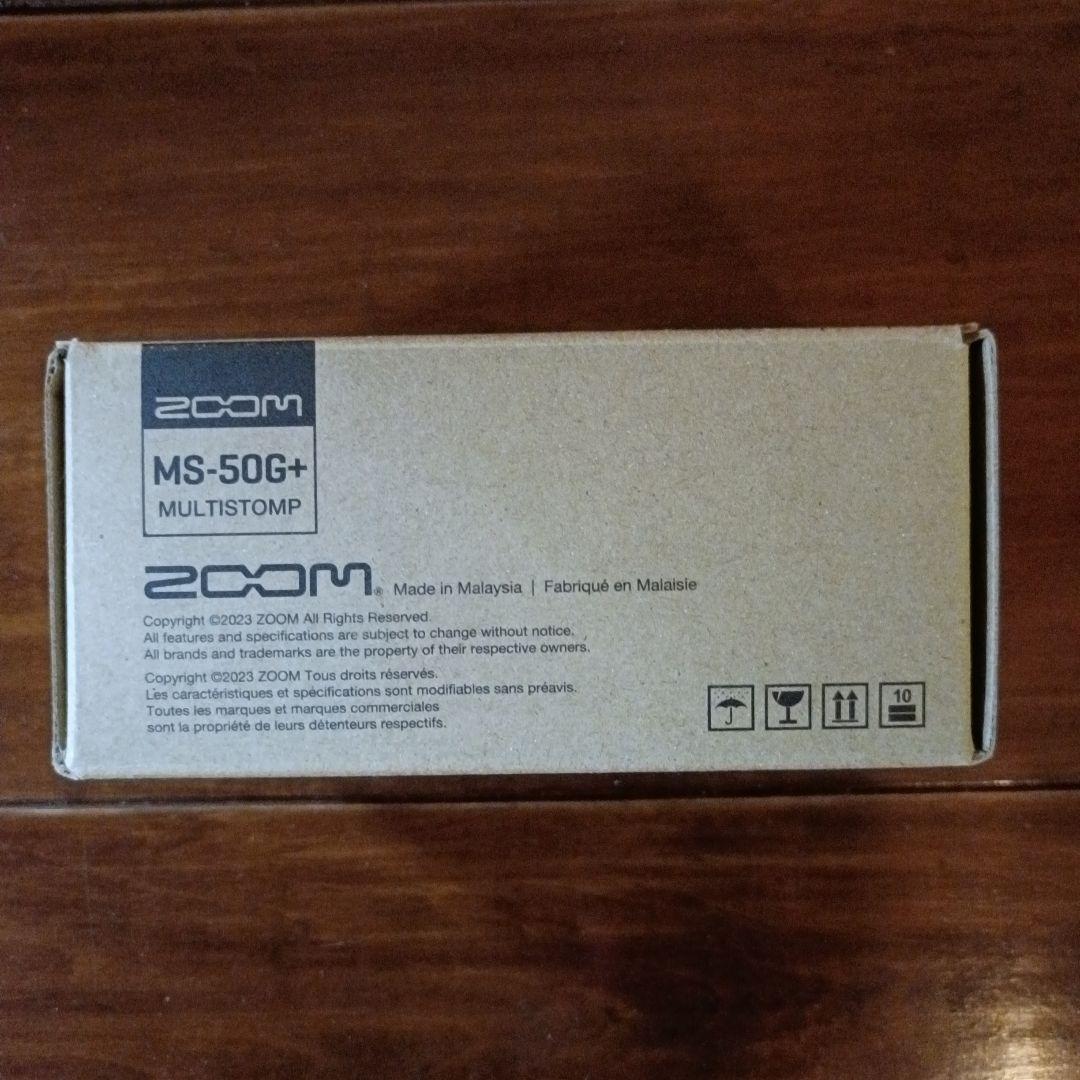 ZOOM
MS-50G+
MULTISTOMP
ZOOM® Made in Malaysia | Fabriqué en Malaisie
Copyright ©2023 ZOOM All Rights Reserved.
All features and specifications are subject to change without notice.
All brands and trademarks are the property of their respective owners.
Copyright ©2023 ZOOM Tous droits réservés.
Les caractéristiques et spécifications sont modifiables sans préavis.
Toutes les marques et marques commerciales
sont la propriété de leurs détenteurs respectifs.
10